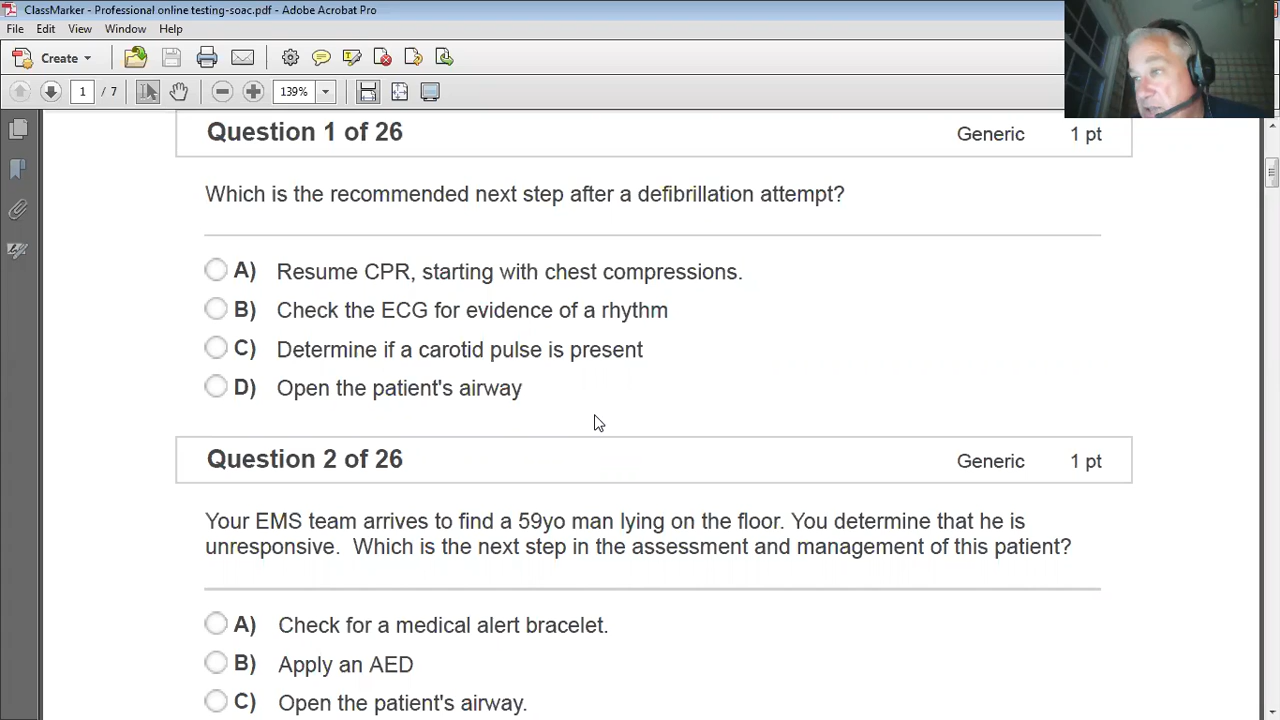 ClassMarker - Professional online testing-soac.pdf - Adobe Acrobat Pro
File Edit View Window Help
Create
1 / 7 139%
Question 1 of 26 Generic 1 pt
Which is the recommended next step after a defibrillation attempt?
A) Resume CPR, starting with chest compressions.
B) Check the ECG for evidence of a rhythm
C) Determine if a carotid pulse is present
D) Open the patient's airway
Question 2 of 26 Generic 1 pt
Your EMS team arrives to find a 59yo man lying on the floor. You determine that he is
unresponsive.  Which is the next step in the assessment and management of this patient?
A) Check for a medical alert bracelet.
B) Apply an AED
C) Open the patient's airway.